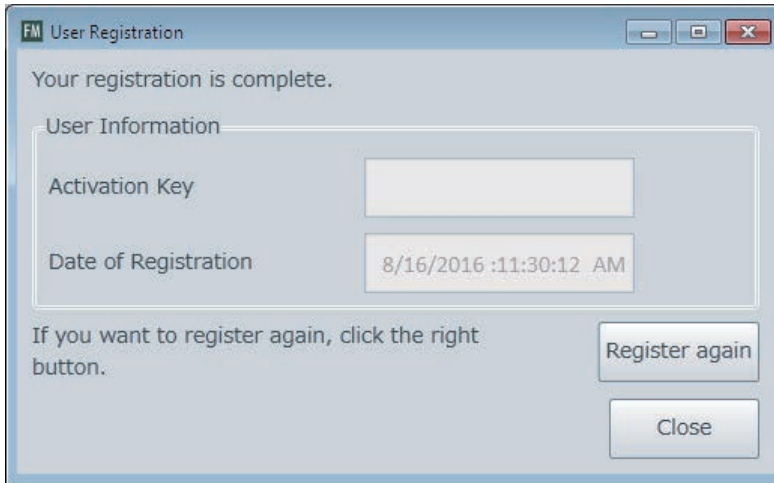 FM User Registration
Your registration is complete.
User Information
Activation Key
Date of Registration 8/16/2016 :11:30:12 AM
If you want to register again, click the right
button.
Register again
Close